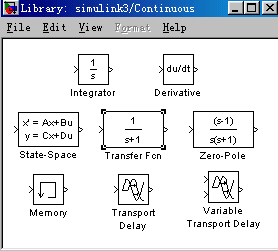 Library: simulink3/Continuous
File Edit View Format Help
1
s
du/dt
Integrator Derivative
x' = Ax+Bu
y = Cx+Du
1
s+1
(s-1)
s(s+1)
State-Space Transfer Fcn Zero-Pole
Memory Transport Delay Variable Transport Delay